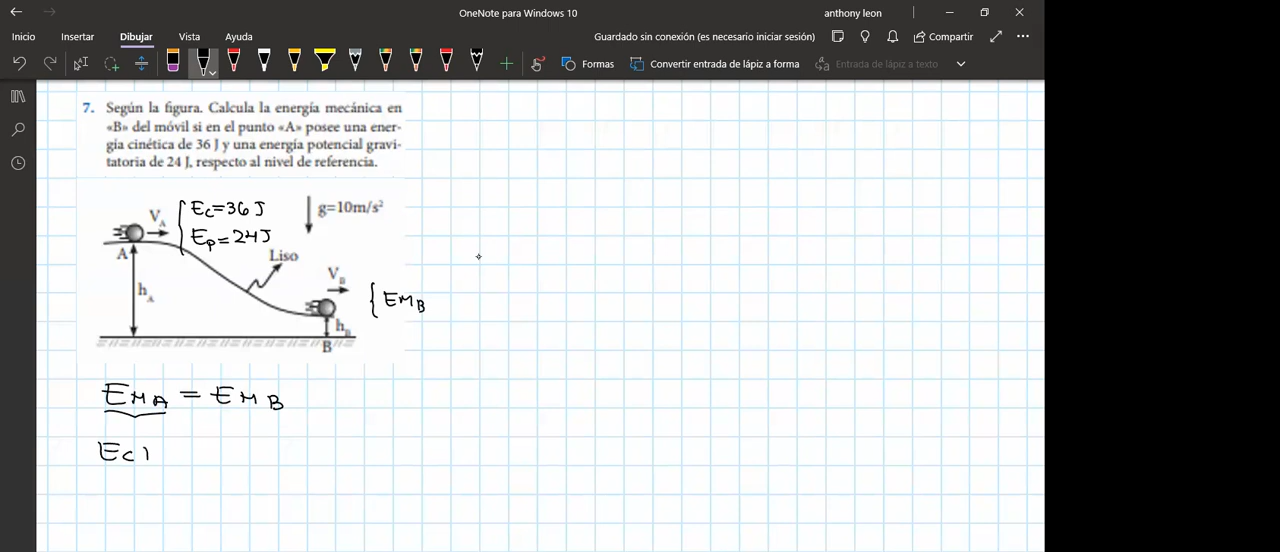 OneNote para Windows 10
anthony leon
Inicio Insertar Dibujar Vista Ayuda
Guardado sin conexión (es necesario iniciar sesión) Compartir
Formas Convertir entrada de lápiz a forma Entrada de lápiz a texto
7. Según la figura. Calcula la energía mecánica en
«B» del móvil si en el punto «A» posee una ener-
gía cinética de 36 J y una energía potencial gravi-
tatoria de 24 J, respecto al nivel de referencia.
V_A { Ec=36 J g=10m/s²
Ep=24J
A Liso
V_B
h_A { EM_B
h_B
B
EM_A = EM_B
Ec